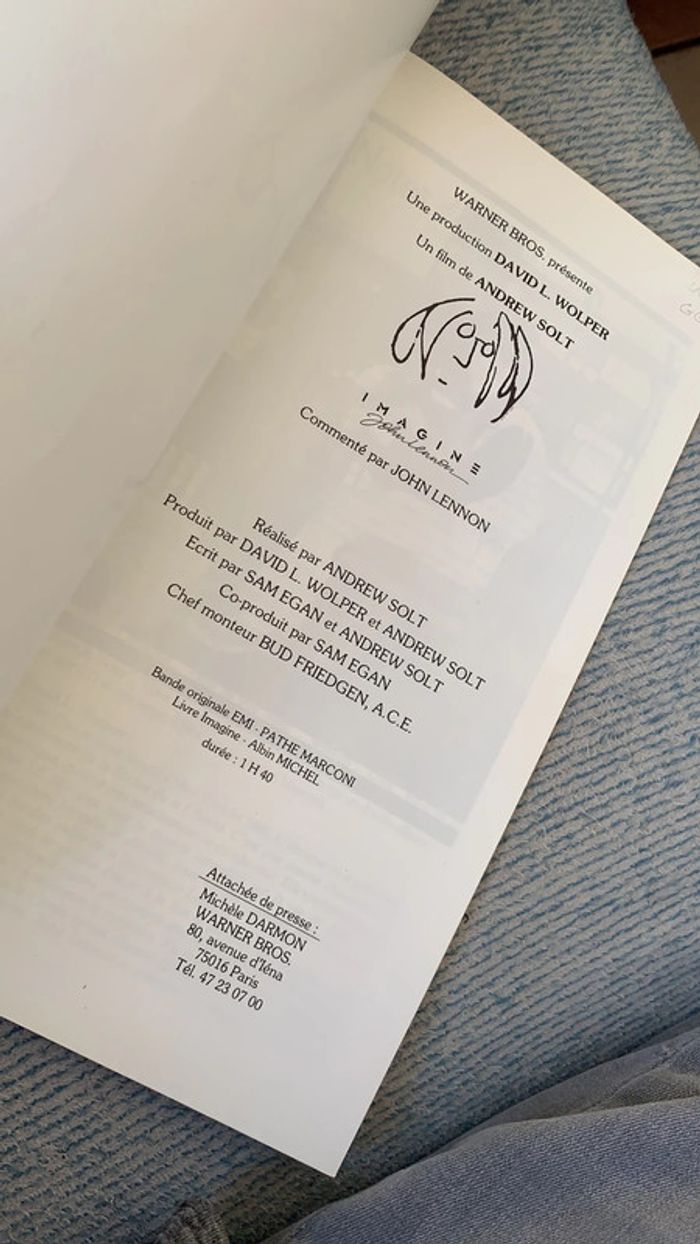 WARNER BROS. présente
Une production DAVID L. WOLPER
Un film de ANDREW SOLT
IMAGINE
John Lennon
Commenté par JOHN LENNON
Réalisé par ANDREW SOLT
Produit par DAVID L. WOLPER et ANDREW SOLT
Ecrit par SAM EGAN et ANDREW SOLT
Co-produit par SAM EGAN
Chef monteur BUD FRIEDGEN, A.C.E.
Bande originale EMI - PATHE MARCONI
Livre Imagine - Albin MICHEL
durée : 1 H 40
Attachée de presse :
Michèle DARMON
WARNER BROS.
80, avenue d'Iéna
75016 Paris
Tél. 47 23 07 00